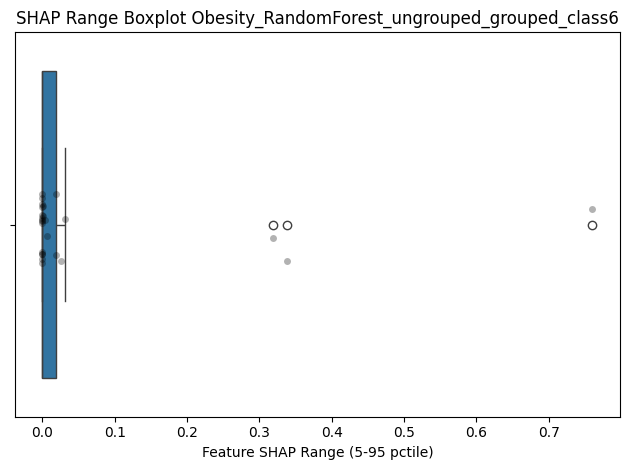 SHAP Range Boxplot Obesity_RandomForest_ungrouped_grouped_class6
0.0 0.1 0.2 0.3 0.4 0.5 0.6 0.7
Feature SHAP Range (5-95 pctile)